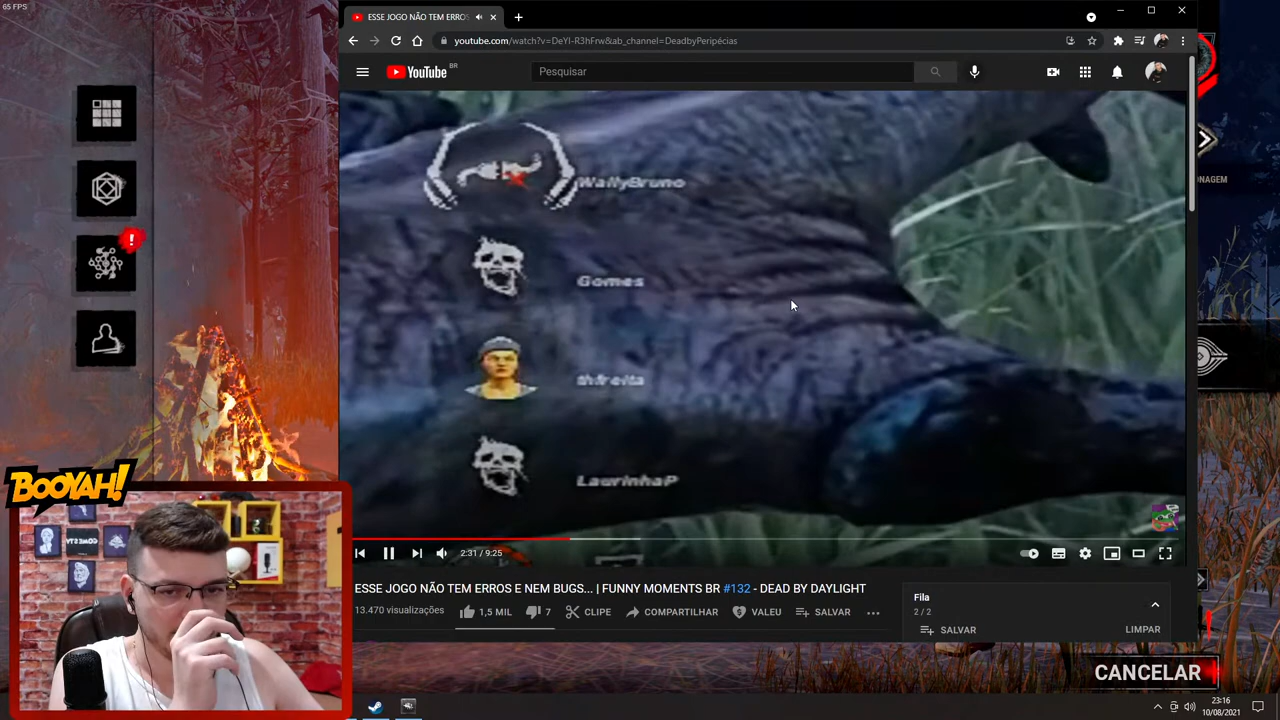 65 FPS
ESSE JOGO NÃO TEM ERROS
youtube.com/watch?v=DeYI-R3hFrw&ab_channel=DeadbyPeripécias
YouTube BR
Pesquisar
ONAGEM
WallyBruno
Gomes
thfreita
LaurinhaP
BOOYAH!
2:31 / 9:25
ESSE JOGO NÃO TEM ERROS E NEM BUGS... | FUNNY MOMENTS BR #132 - DEAD BY DAYLIGHT
13.470 visualizações
1,5 MIL
7
CLIPE
COMPARTILHAR
VALEU
SALVAR
Fila
2 / 2
SALVAR
LIMPAR
CANCELAR
23:16
10/08/2021